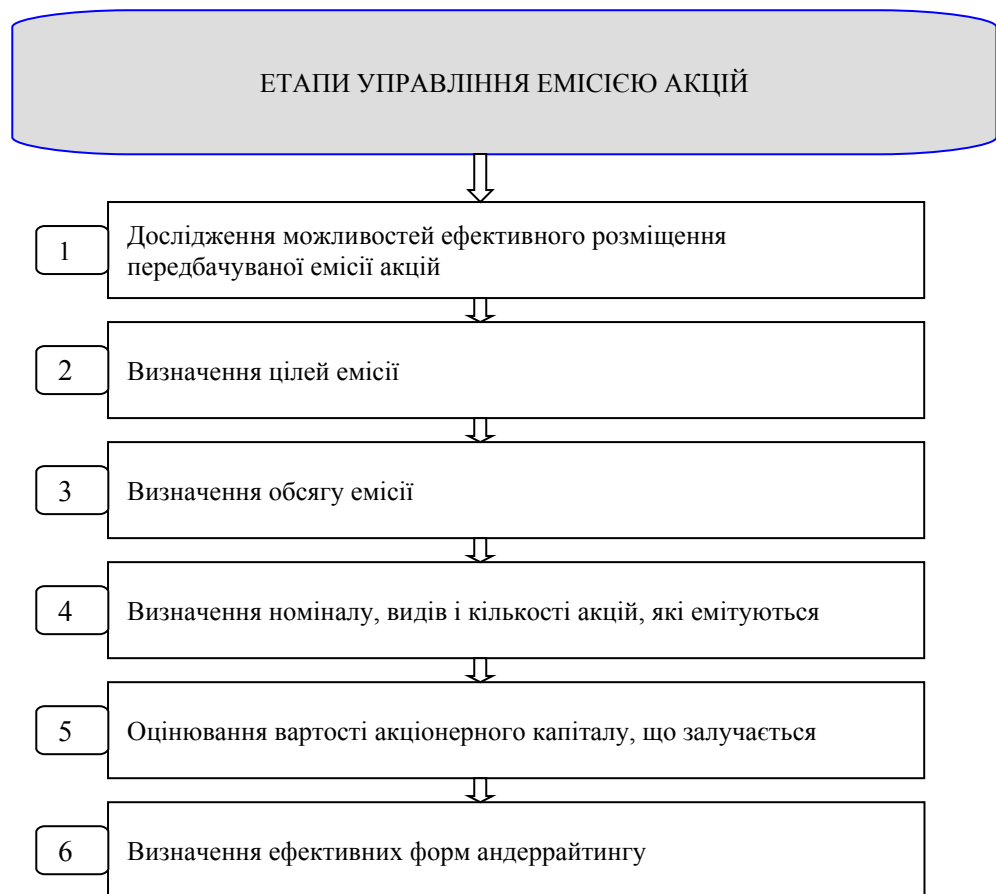 ЕТАПИ УПРАВЛІННЯ ЕМІСІЄЮ АКЦІЙ
1
Дослідження можливостей ефективного розміщення
передбачуваної емісії акцій
2
Визначення цілей емісії
3
Визначення обсягу емісії
4
Визначення номіналу, видів і кількості акцій, які емітуються
5
Оцінювання вартості акціонерного капіталу, що залучається
6
Визначення ефективних форм андеррайтингу